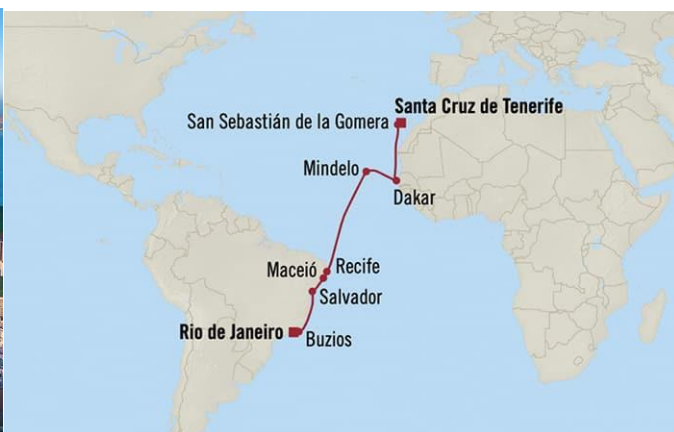 Santa Cruz de Tenerife
San Sebastián de la Gomera
Mindelo
Dakar
Maceió
Recife
Salvador
Rio de Janeiro
Buzios